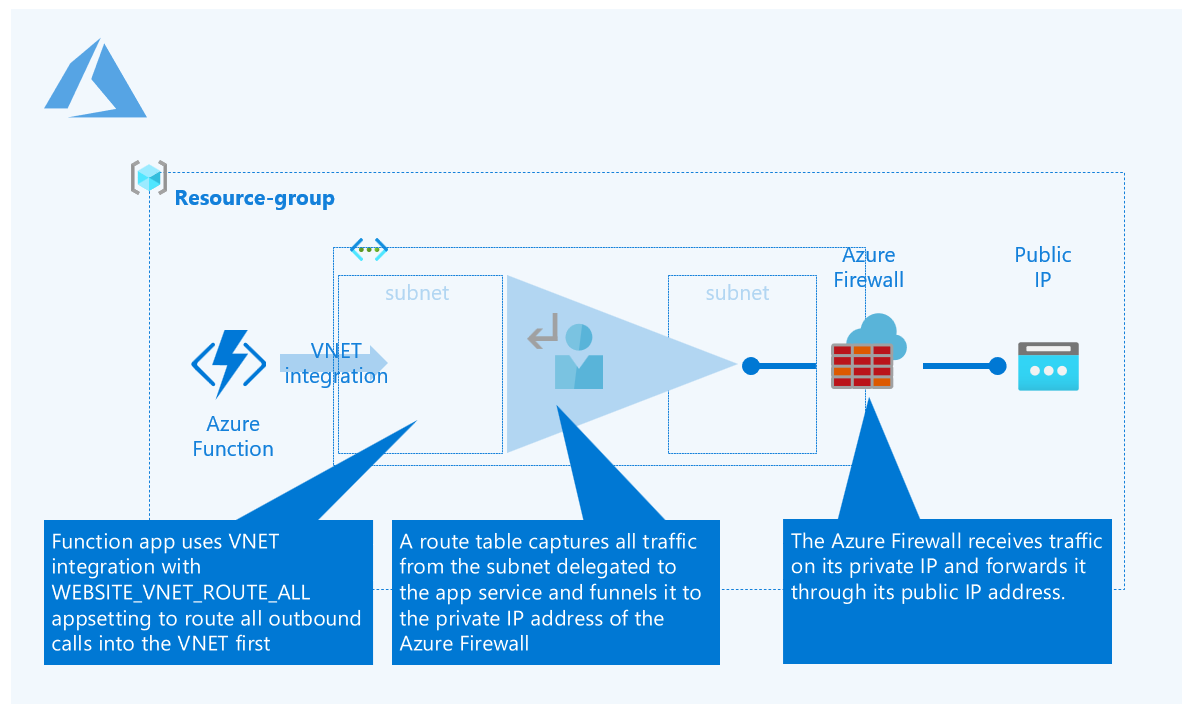 Resource-group
subnet
subnet
Azure
Firewall
Public
IP
VNET
integration
Azure
Function
Function app uses VNET
integration with
WEBSITE_VNET_ROUTE_ALL
appsetting to route all outbound
calls into the VNET first
A route table captures all traffic
from the subnet delegated to
the app service and funnels it to
the private IP address of the
Azure Firewall
The Azure Firewall receives traffic
on its private IP and forwards it
through its public IP address.